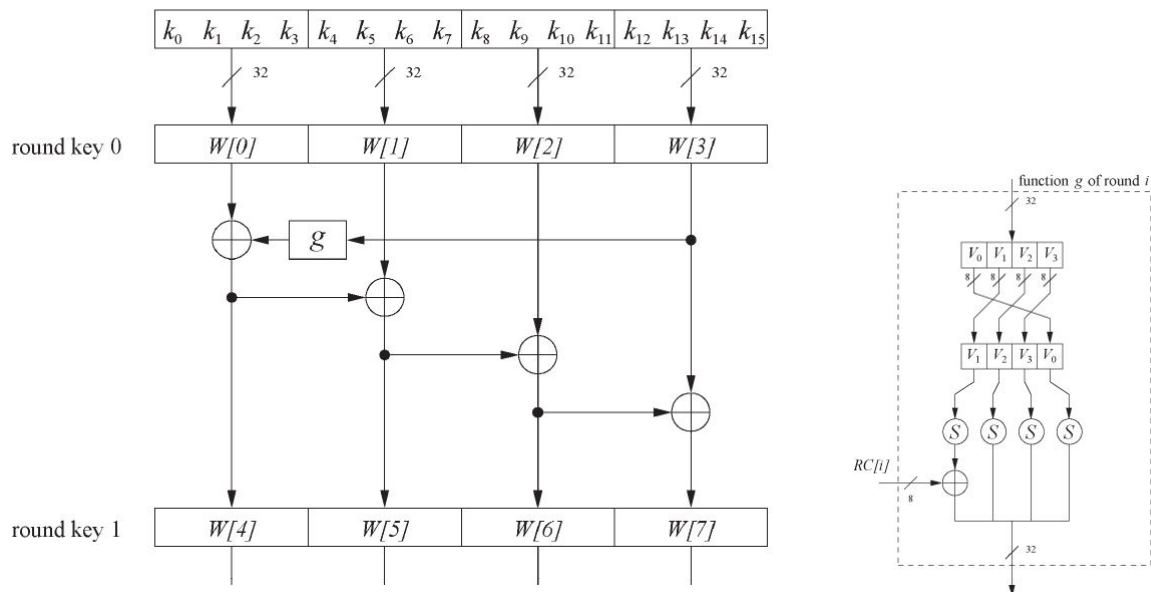 k₀ k₁ k₂ k₃ k₄ k₅ k₆ k₇ k₈ k₉ k₁₀ k₁₁ k₁₂ k₁₃ k₁₄ k₁₅
32 32 32 32
round key 0 W[0] W[1] W[2] W[3]
g
round key 1 W[4] W[5] W[6] W[7]
function g of round i
32
V₀ V₁ V₂ V₃
8 8 8 8
V₁ V₂ V₃ V₀
S S S S
RC[i]
8
32